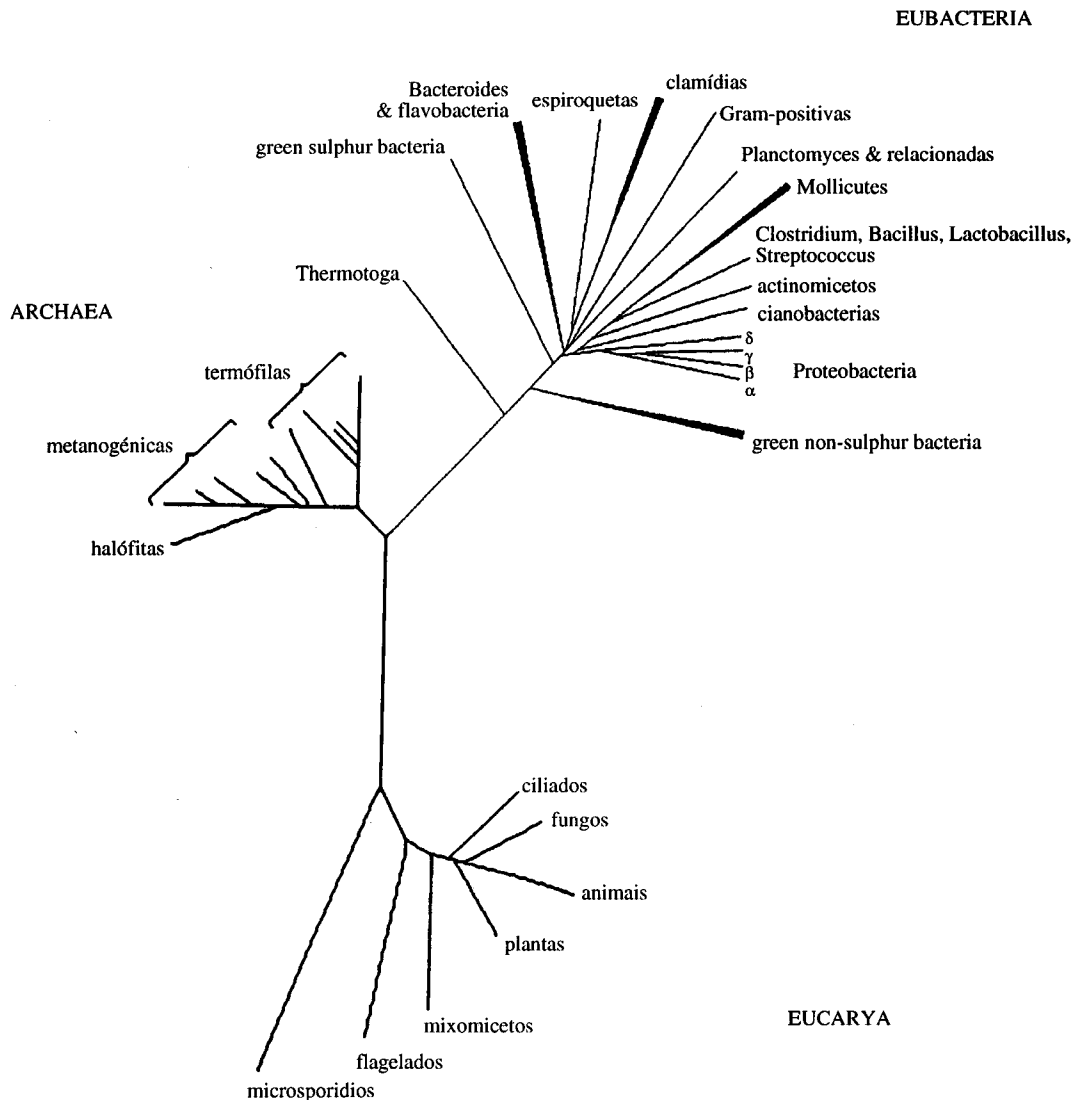 EUBACTERIA
Bacteroides
& flavobacteria
espiroquetas
clamídias
Gram-positivas
green sulphur bacteria
Planctomyces & relacionadas
Mollicutes
Clostridium, Bacillus, Lactobacillus,
Streptococcus
Thermotoga
actinomicetos
cianobacterias
ARCHAEA
δ
γ
β
α
Proteobacteria
termófilas
metanogénicas
green non-sulphur bacteria
halófitas
ciliados
fungos
animais
plantas
mixomicetos
EUCARYA
flagelados
microsporidios